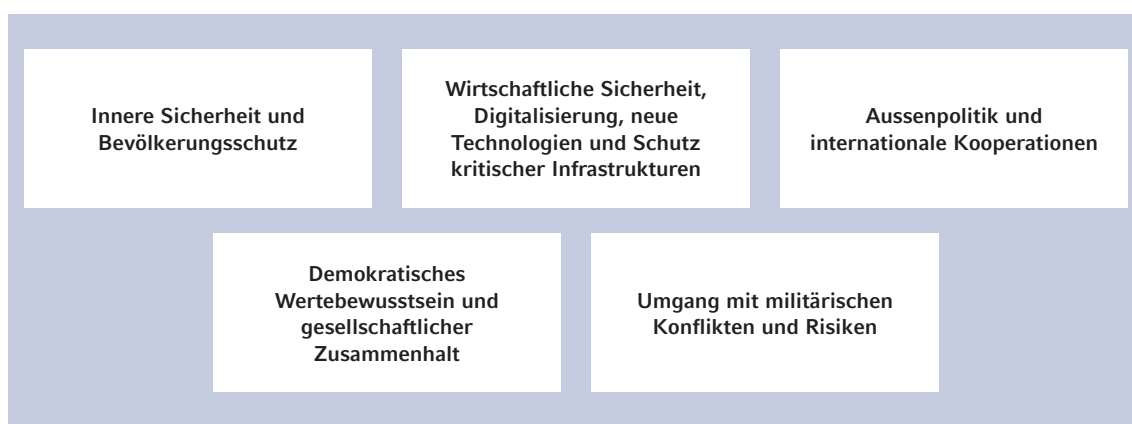 Innere Sicherheit und
Bevölkerungsschutz
Wirtschaftliche Sicherheit,
Digitalisierung, neue
Technologien und Schutz
kritischer Infrastrukturen
Aussenpolitik und
internationale Kooperationen
Demokratisches
Wertebewusstsein und
gesellschaftlicher
Zusammenhalt
Umgang mit militärischen
Konflikten und Risiken